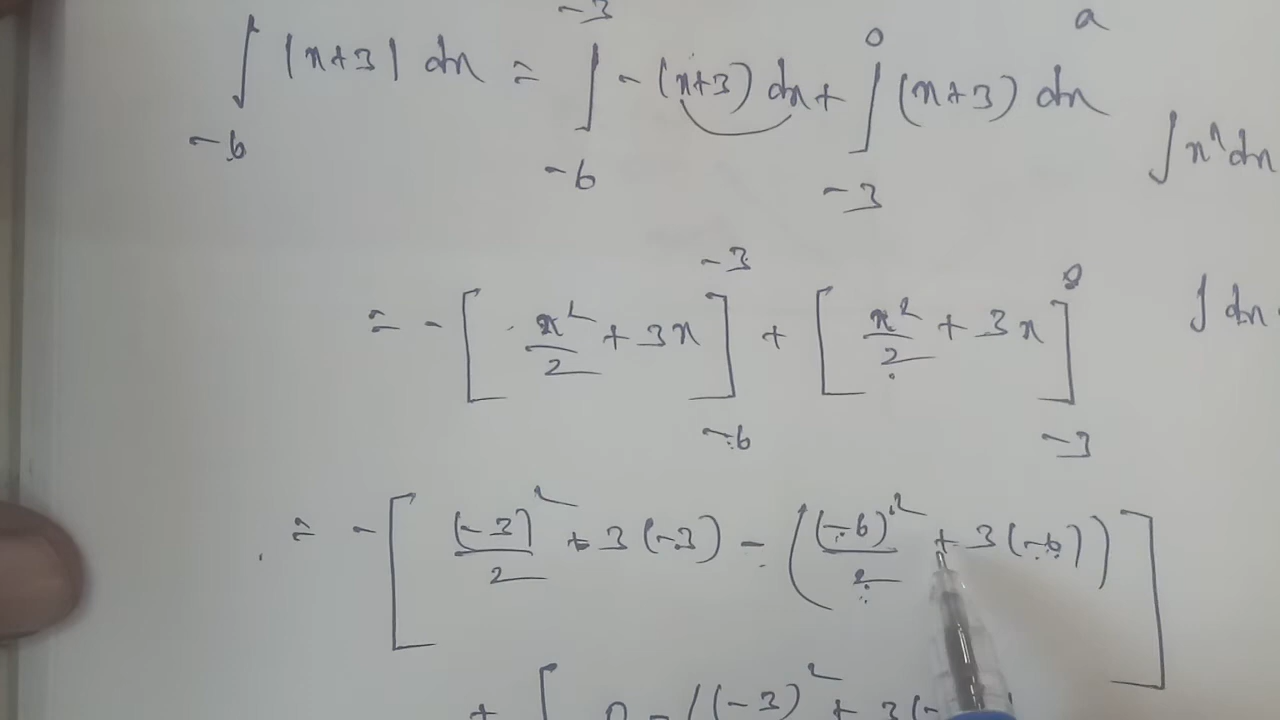 ∫_{-6} |x+3| dx = ∫_{-6}^{-3} -(x+3) dx + ∫_{-3}^{0} (x+3) dx
a
∫ xⁿ dx
= - [ x²/2 + 3x ]_{-6}^{-3} + [ x²/2 + 3x ]_{-3}^{0}
∫ dx
= - [ (-3)²/2 + 3(-3) - ( (-6)²/2 + 3(-6) ) ]
+ [ 0 - ( (-3)² + 3(-